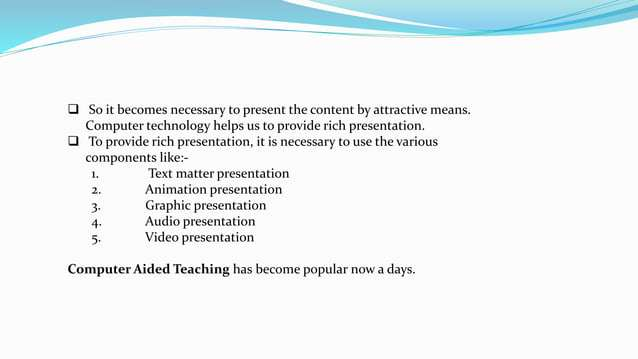 ❑ So it becomes necessary to present the content by attractive means.
Computer technology helps us to provide rich presentation.
❑ To provide rich presentation, it is necessary to use the various
components like:-
1. Text matter presentation
2. Animation presentation
3. Graphic presentation
4. Audio presentation
5. Video presentation
Computer Aided Teaching has become popular now a days.